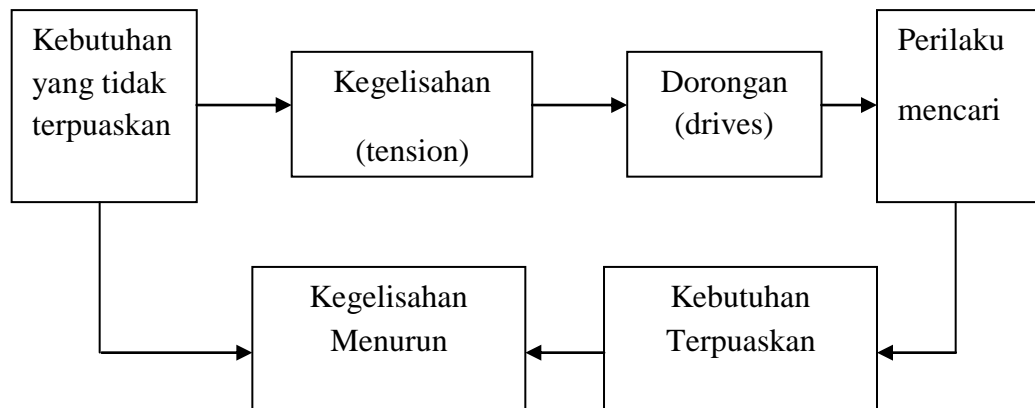 Kebutuhan
yang tidak
terpuaskan
Kegelisahan
(tension)
Dorongan
(drives)
Perilaku
mencari
Kegelisahan
Menurun
Kebutuhan
Terpuaskan